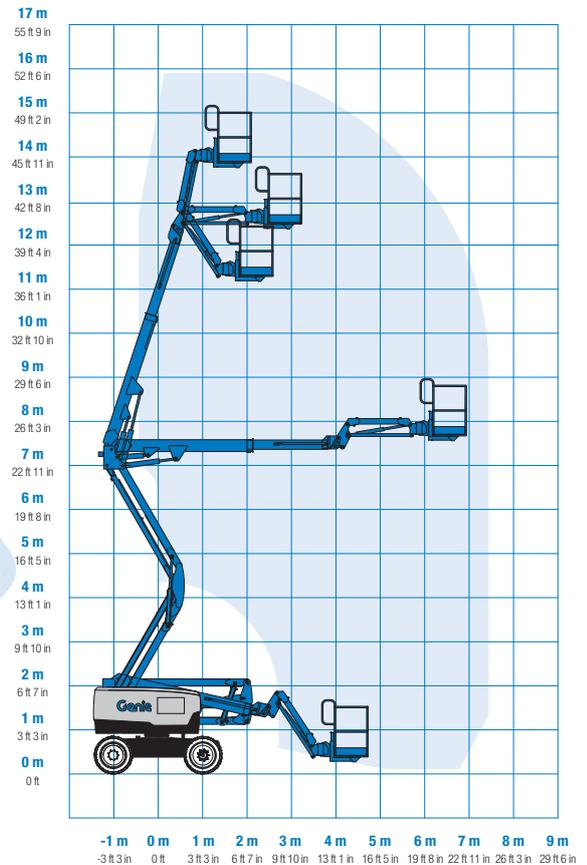 17 m
55 ft 9 in
16 m
52 ft 6 in
15 m
49 ft 2 in
14 m
45 ft 11 in
13 m
42 ft 8 in
12 m
39 ft 4 in
11 m
36 ft 1 in
10 m
32 ft 10 in
9 m
29 ft 6 in
8 m
26 ft 3 in
7 m
22 ft 11 in
6 m
19 ft 8 in
5 m
16 ft 5 in
4 m
13 ft 1 in
3 m
9 ft 10 in
2 m
6 ft 7 in
Genie
1 m
3 ft 3 in
0 m
0 ft
-1 m 0 m 1 m 2 m 3 m 4 m 5 m 6 m 7 m 8 m 9 m
-3 ft 3 in 0 ft 3 ft 3 in 6 ft 7 in 9 ft 10 in 13 ft 1 in 16 ft 5 in 19 ft 8 in 22 ft 11 in 26 ft 3 in 29 ft 6 in